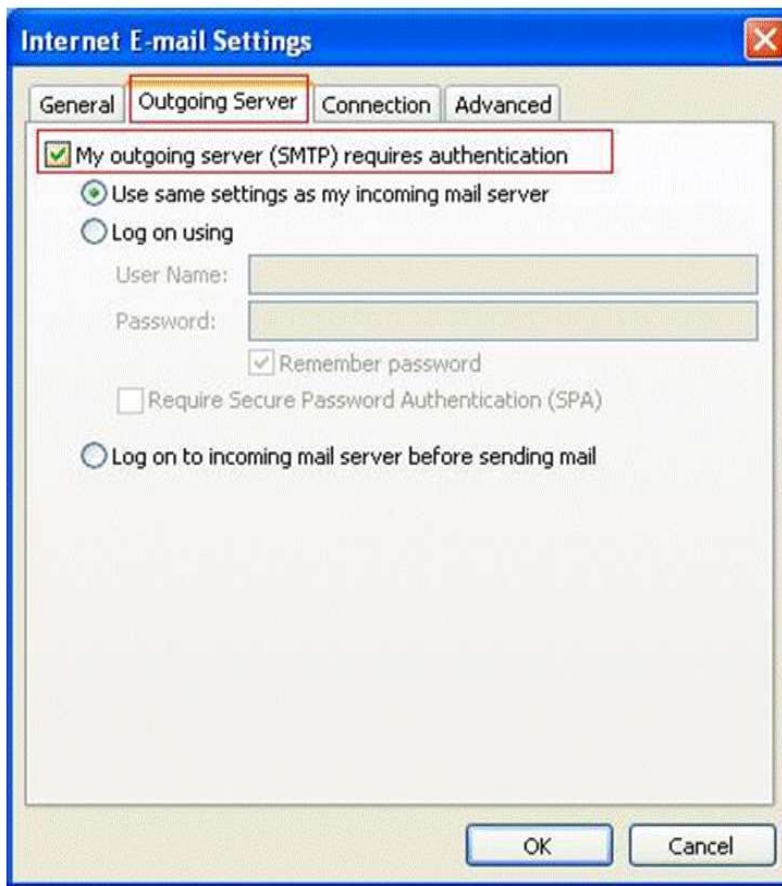 Internet E-mail Settings
General Outgoing Server Connection Advanced
My outgoing server (SMTP) requires authentication
Use same settings as my incoming mail server
Log on using
User Name:
Password:
Remember password
Require Secure Password Authentication (SPA)
Log on to incoming mail server before sending mail
OK Cancel